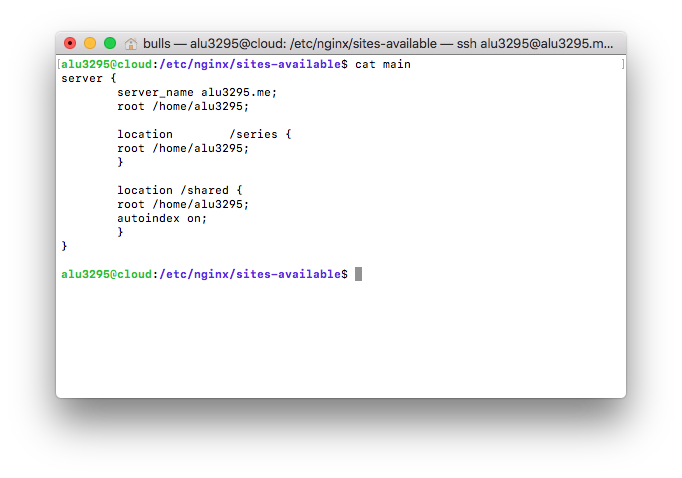 bulls — alu3295@cloud: /etc/nginx/sites-available — ssh alu3295@alu3295.m...
[alu3295@cloud:/etc/nginx/sites-available$ cat main ]
server {
        server_name alu3295.me;
        root /home/alu3295;

        location        /series {
        root /home/alu3295;
        }

        location /shared {
        root /home/alu3295;
        autoindex on;
        }
}

alu3295@cloud:/etc/nginx/sites-available$